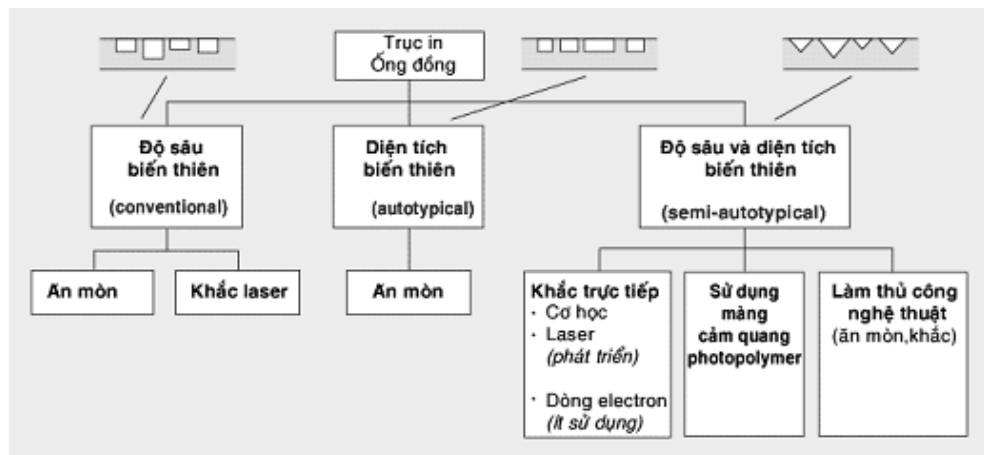 Trục in
Ống đồng
Độ sâu
biến thiên
(conventional)
Diện tích
biến thiên
(autotypical)
Độ sâu và diện tích
biến thiên
(semi-autotypical)
Ăn mòn
Khắc laser
Ăn mòn
Khắc trực tiếp
· Cơ học
· Laser
(phát triển)
· Dòng electron
(ít sử dụng)
Sử dụng
màng
cảm quang
photopolymer
Làm thủ công
nghệ thuật
(ăn mòn,khắc)